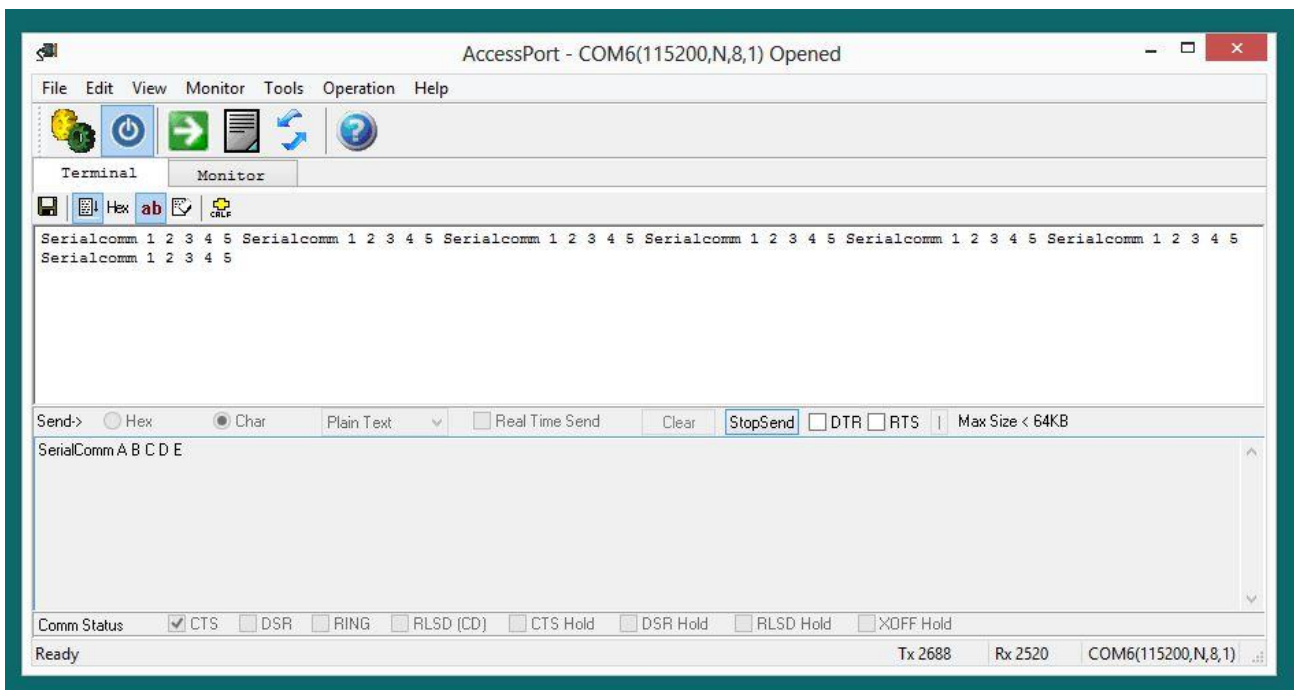 AccessPort - COM6(115200,N,8,1) Opened
File Edit View Monitor Tools Operation Help
Terminal Monitor
Hex ab CRLF
Serialcomm 1 2 3 4 5 Serialcomm 1 2 3 4 5 Serialcomm 1 2 3 4 5 Serialcomm 1 2 3 4 5 Serialcomm 1 2 3 4 5 Serialcomm 1 2 3 4 5
Serialcomm 1 2 3 4 5
Send-> Hex Char Plain Text Real Time Send Clear StopSend DTR RTS | Max Size < 64KB
SerialComm A B C D E
Comm Status CTS DSR RING RLSD (CD) CTS Hold DSR Hold RLSD Hold XOFF Hold
Ready Tx 2688 Rx 2520 COM6(115200,N,8,1)